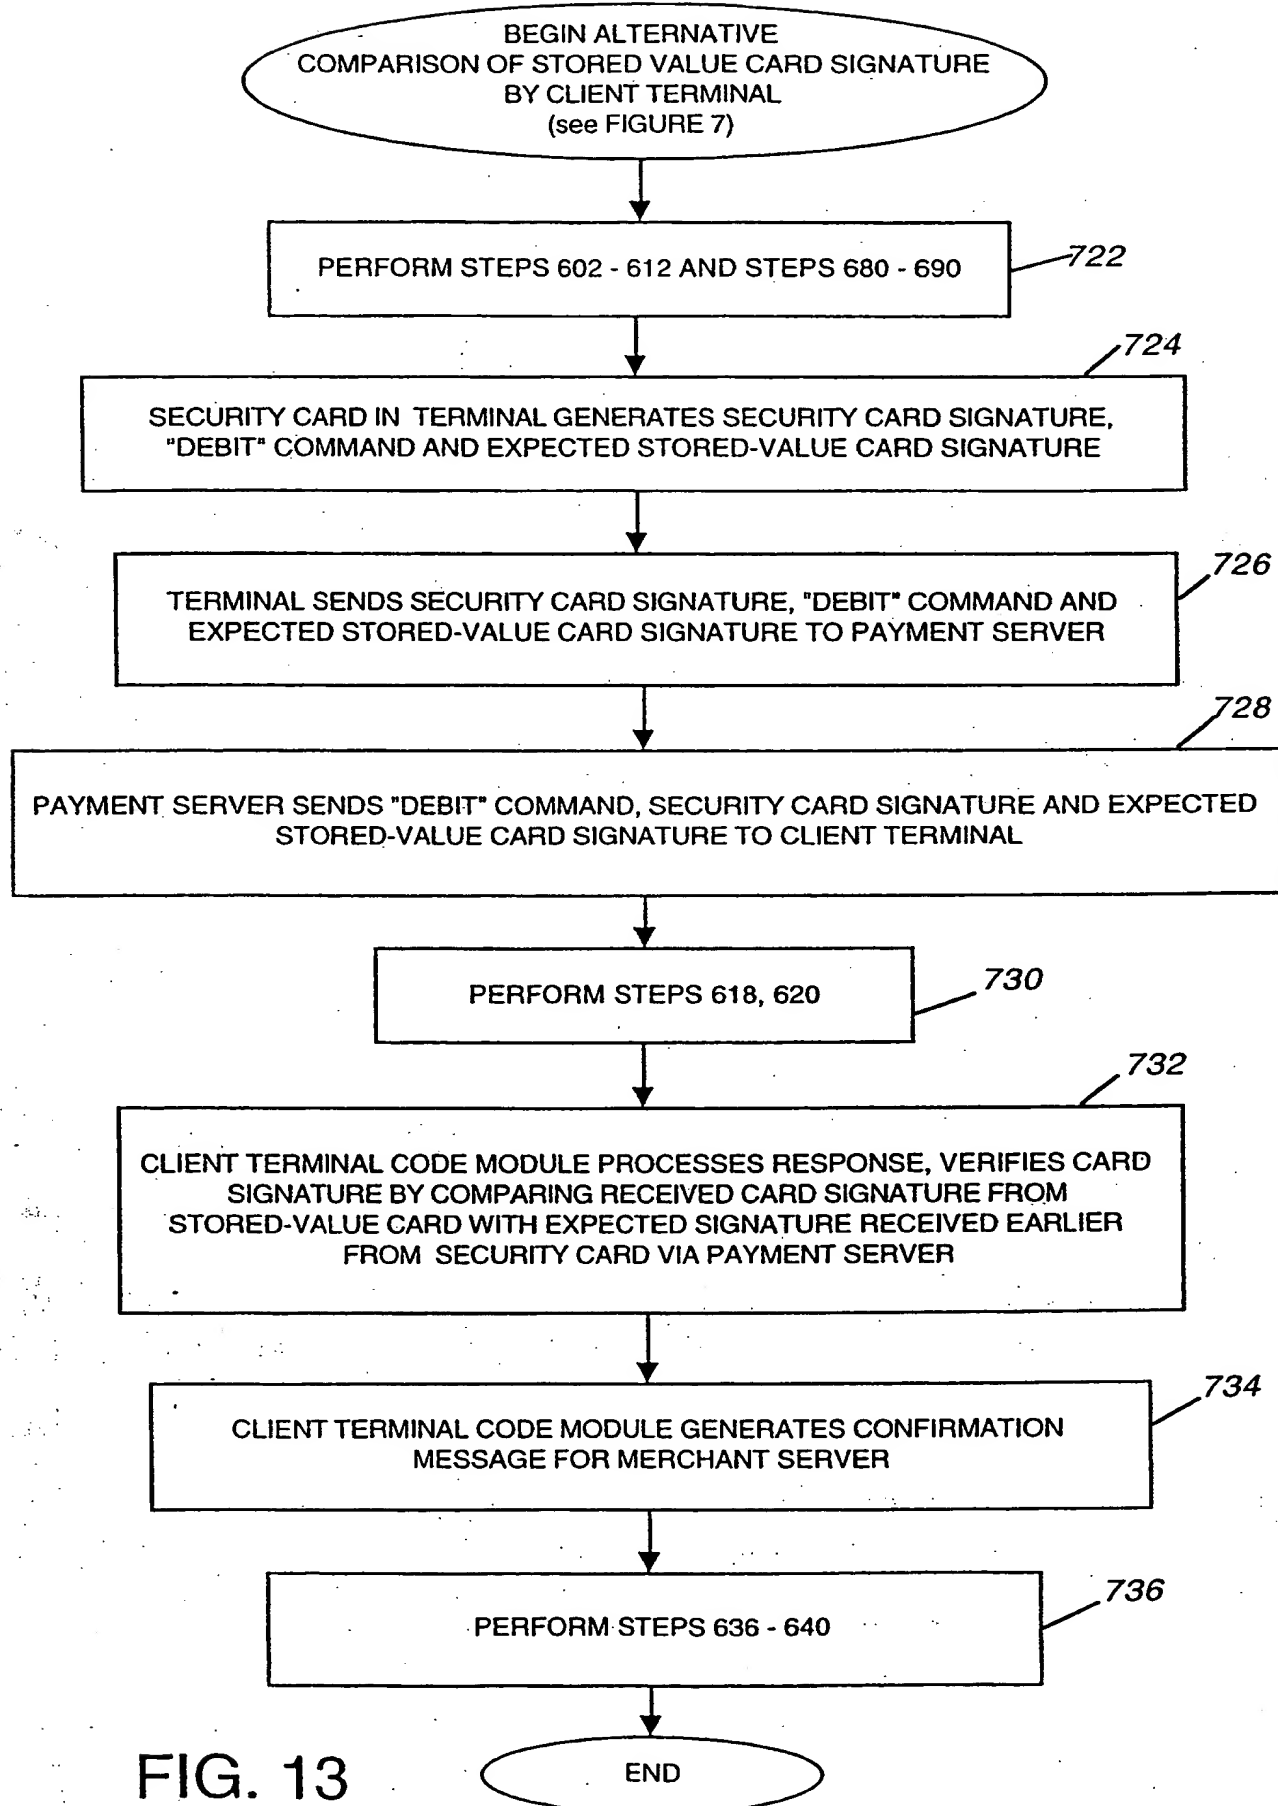 BEGIN ALTERNATIVE
COMPARISON OF STORED VALUE CARD SIGNATURE
BY CLIENT TERMINAL
(see FIGURE 7)
PERFORM STEPS 602 - 612 AND STEPS 680 - 690
722
724
SECURITY CARD IN TERMINAL GENERATES SECURITY CARD SIGNATURE,
"DEBIT" COMMAND AND EXPECTED STORED-VALUE CARD SIGNATURE
726
TERMINAL SENDS SECURITY CARD SIGNATURE, "DEBIT" COMMAND AND
EXPECTED STORED-VALUE CARD SIGNATURE TO PAYMENT SERVER
728
PAYMENT SERVER SENDS "DEBIT" COMMAND, SECURITY CARD SIGNATURE AND EXPECTED
STORED-VALUE CARD SIGNATURE TO CLIENT TERMINAL
730
PERFORM STEPS 618, 620
732
CLIENT TERMINAL CODE MODULE PROCESSES RESPONSE, VERIFIES CARD
SIGNATURE BY COMPARING RECEIVED CARD SIGNATURE FROM
STORED-VALUE CARD WITH EXPECTED SIGNATURE RECEIVED EARLIER
FROM SECURITY CARD VIA PAYMENT SERVER
734
CLIENT TERMINAL CODE MODULE GENERATES CONFIRMATION
MESSAGE FOR MERCHANT SERVER
736
PERFORM STEPS 636 - 640
END
FIG. 13